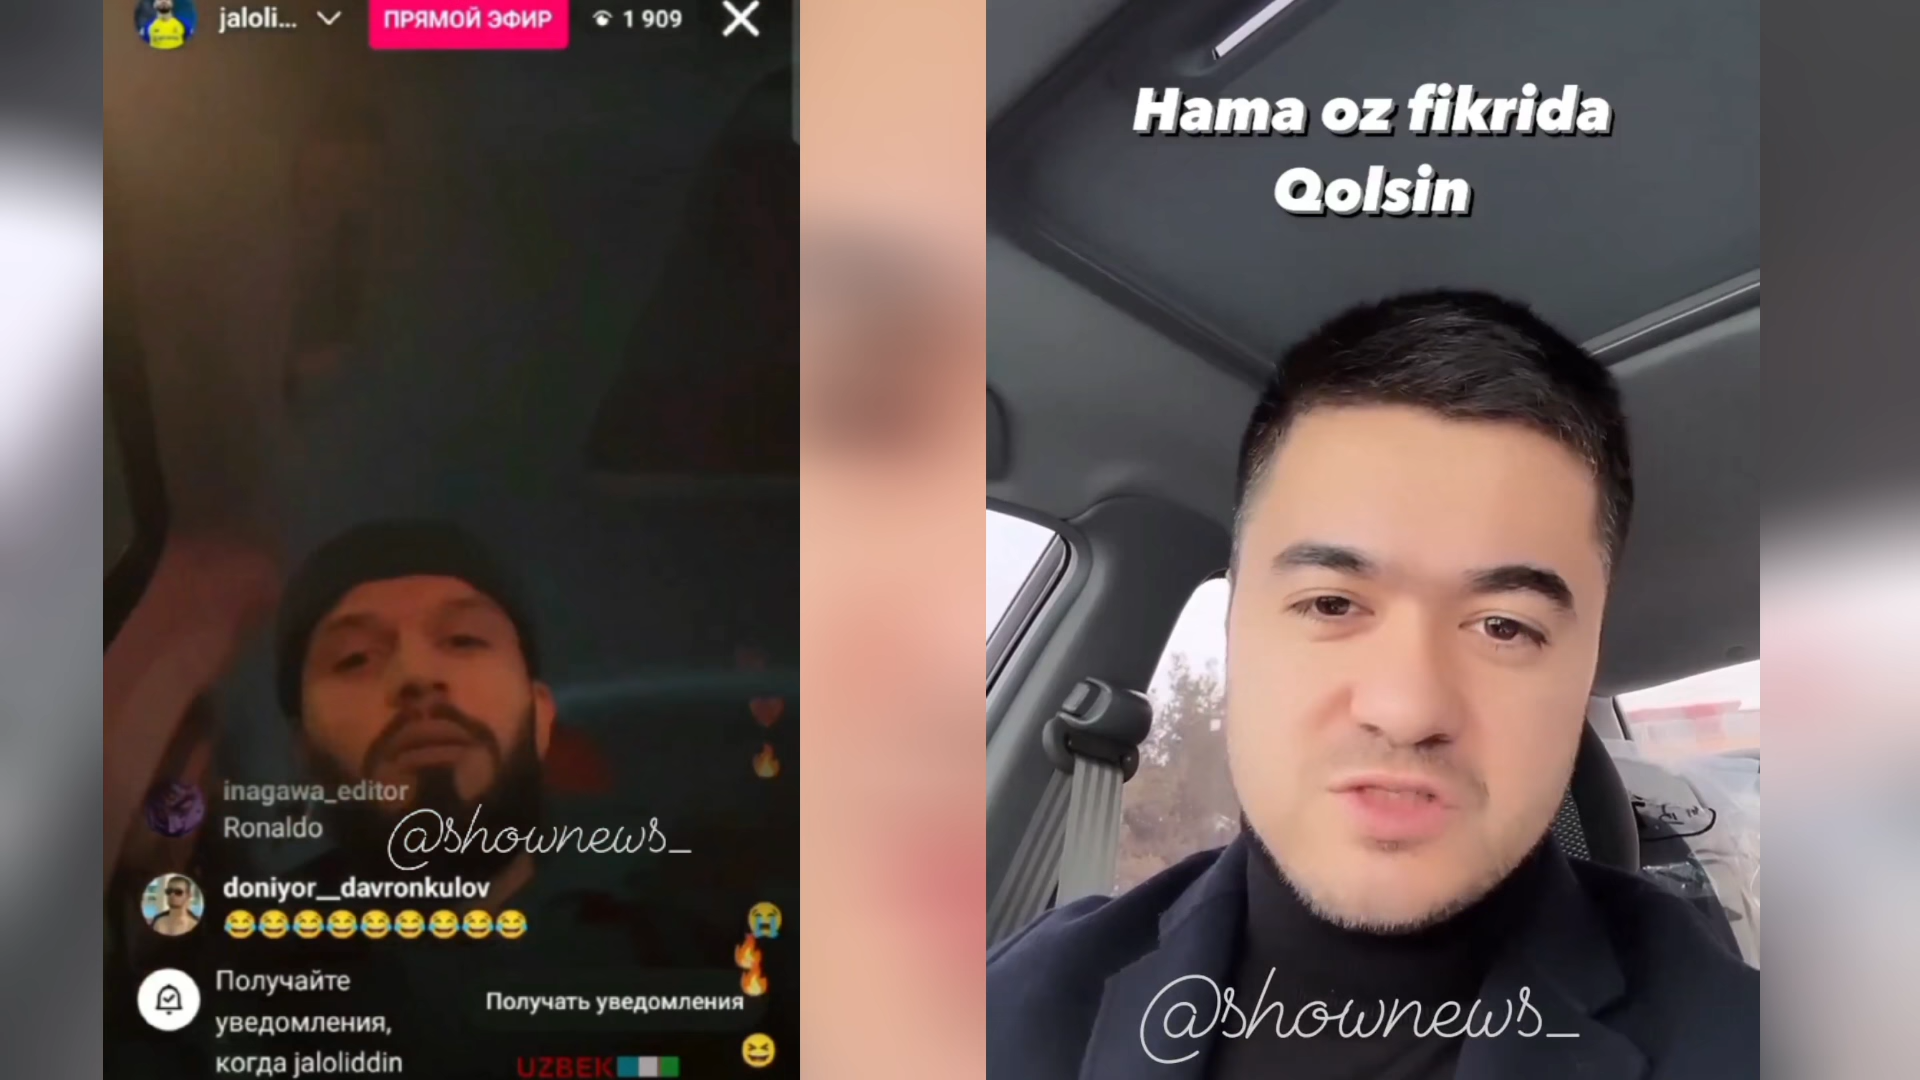 jaloli...
ПРЯМОЙ ЭФИР
1 909
Hama oz fikrida
Qolsin
inagawa_editor
Ronaldo
@shownews_
doniyor__davronkulov
😂😂😂😂😂😂😂😂😂
Получайте
уведомления,
когда jaloliddin
Получать уведомления
UZBEK
@shownews_